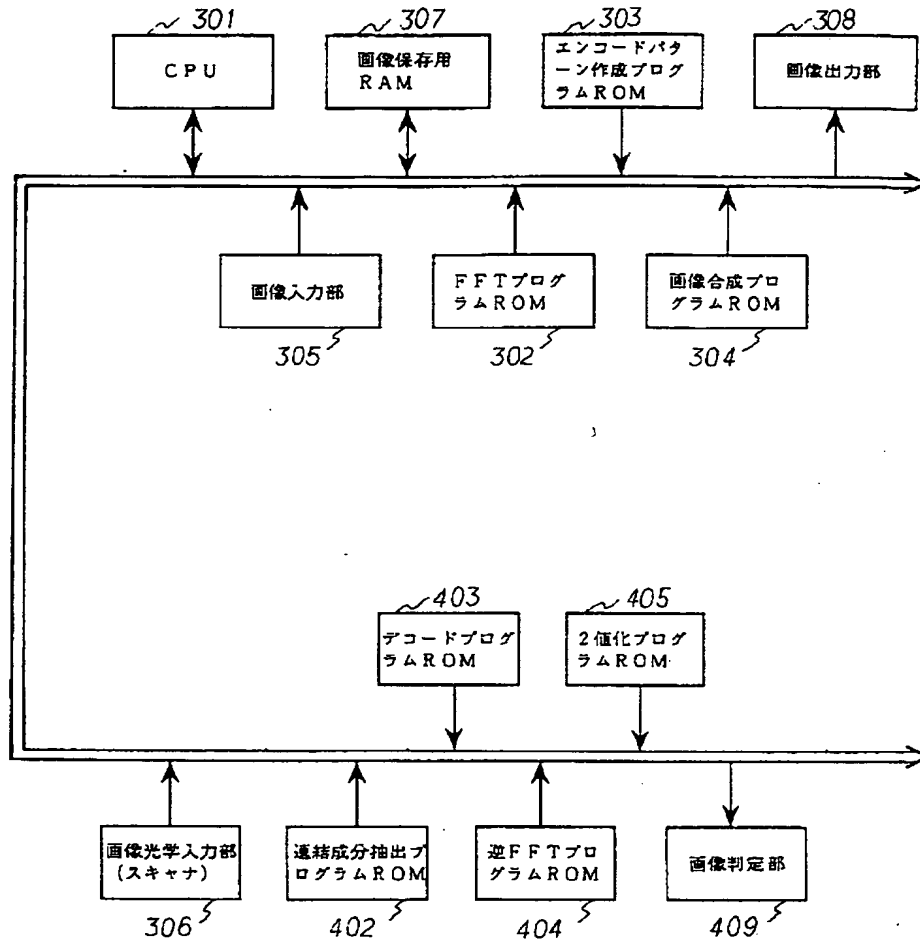 301
307
303
308
CPU
画像保存用
RAM
エンコードパタ
ーン作成プログ
ラムROM
画像出力部
画像入力部
FFTプログ
ラムROM
画像合成プロ
グラムROM
305
302
304
403
405
デコードプログ
ラムROM
2値化プログ
ラムROM
画像光学入力部
(スキャナ)
連結成分抽出プ
ログラムROM
逆FFTプロ
グラムROM
画像判定部
306
402
404
409